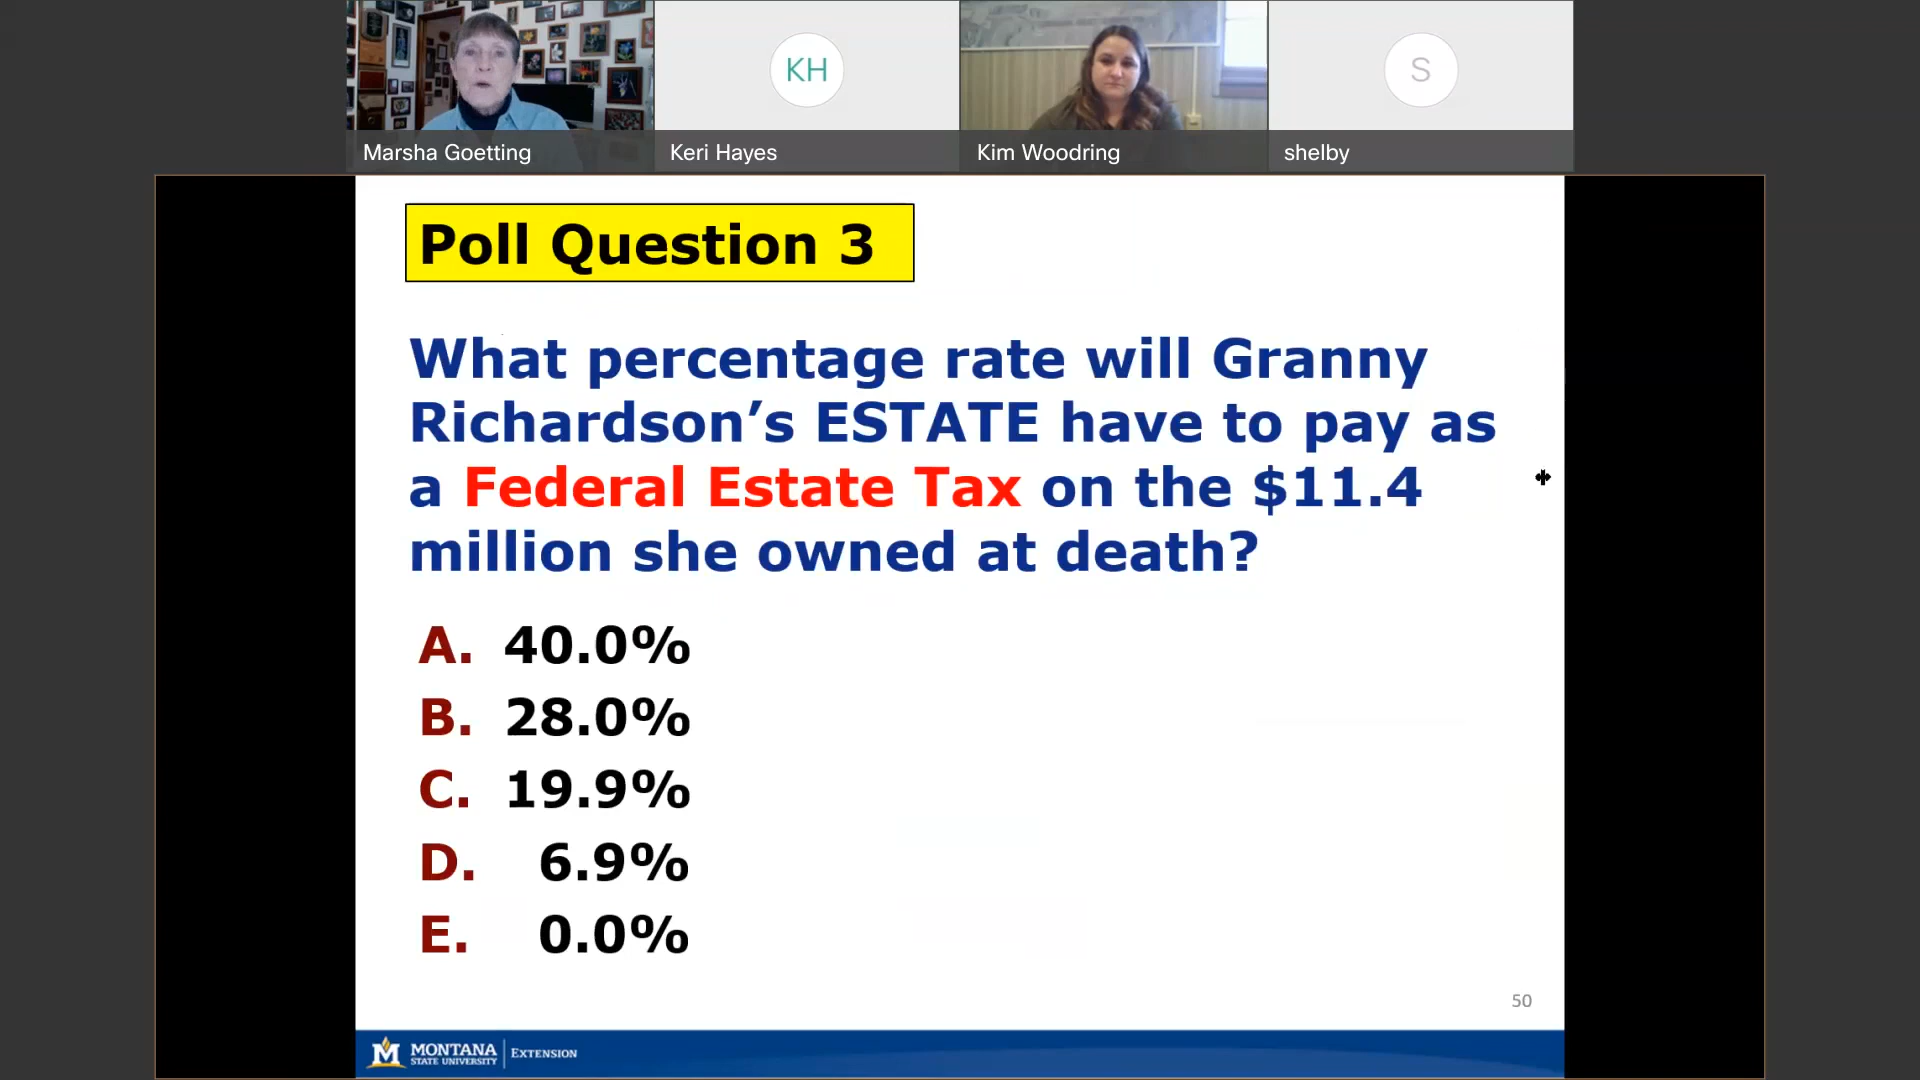 KH
S
Marsha Goetting
Keri Hayes
Kim Woodring
shelby
Poll Question 3
What percentage rate will Granny
Richardson’s ESTATE have to pay as
a Federal Estate Tax on the $11.4
million she owned at death?
A. 40.0%
B. 28.0%
C. 19.9%
D. 6.9%
E. 0.0%
50
M MONTANA
STATE UNIVERSITY
EXTENSION